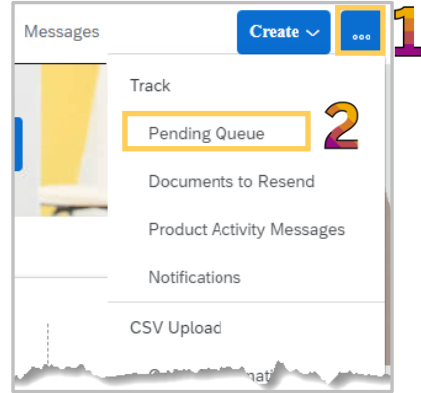 Messages
Create
1
Track
Pending Queue
2
Documents to Resend
Product Activity Messages
Notifications
CSV Upload